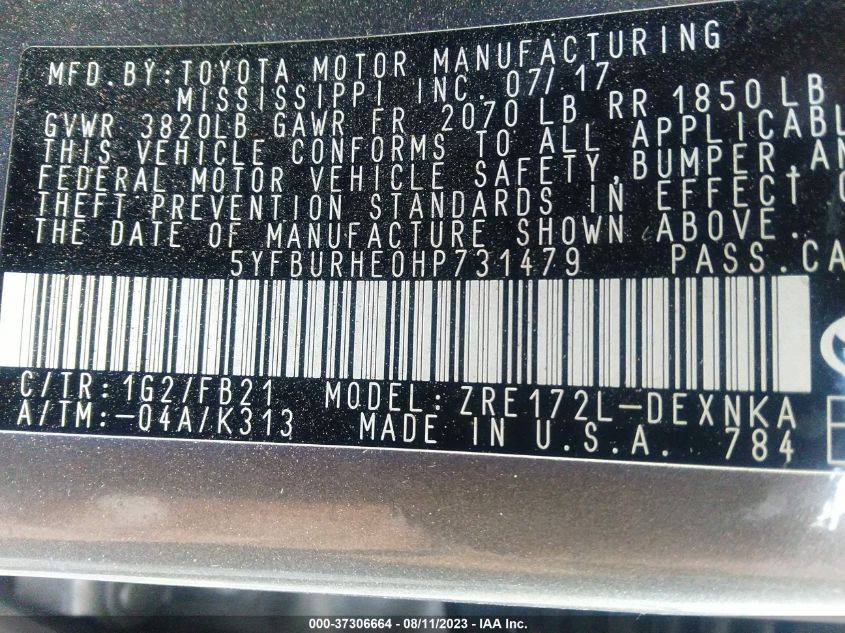 MFD.BY:TOYOTA MOTOR MANUFACTURING
MISSISSIPPI INC. 07/17
GVWR 3820LB GAWR FR 2070 LB RR 1850 LB
THIS VEHICLE CONFORMS TO ALL APPLICABL
FEDERAL MOTOR VEHICLE SAFETY,BUMPER,AN
THEFT PREVENTION STANDARDS IN EFFECT O
THE DATE OF MANUFACTURE SHOWN ABOVE.
5YFBURHE0HP731479 PASS.CA
C/TR:1G2/FB21 MODEL:ZRE172L-DEXNKA
A/TM:-04A/K313 MADE IN U.S.A. 784
000-37306664 - 08/11/2023 - IAA Inc.